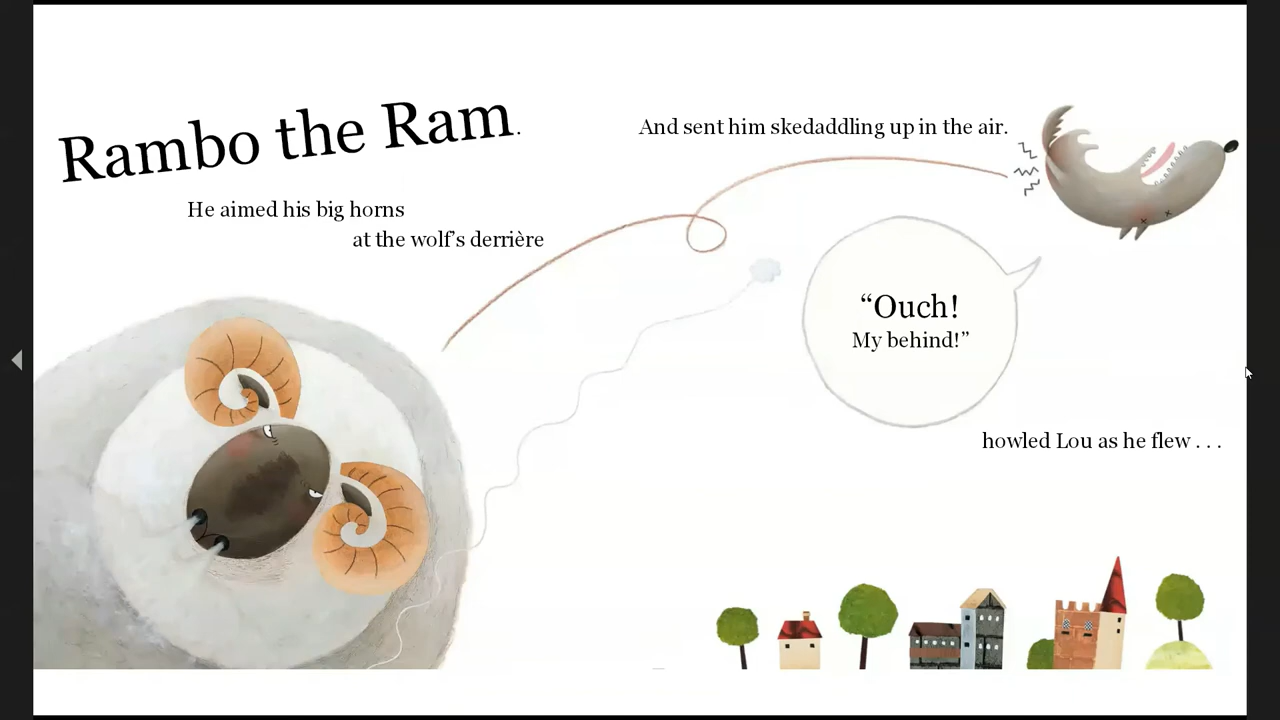 Rambo the Ram.
He aimed his big horns
at the wolf’s derrière
And sent him skedaddling up in the air.
“Ouch!
My behind!”
howled Lou as he flew . . .